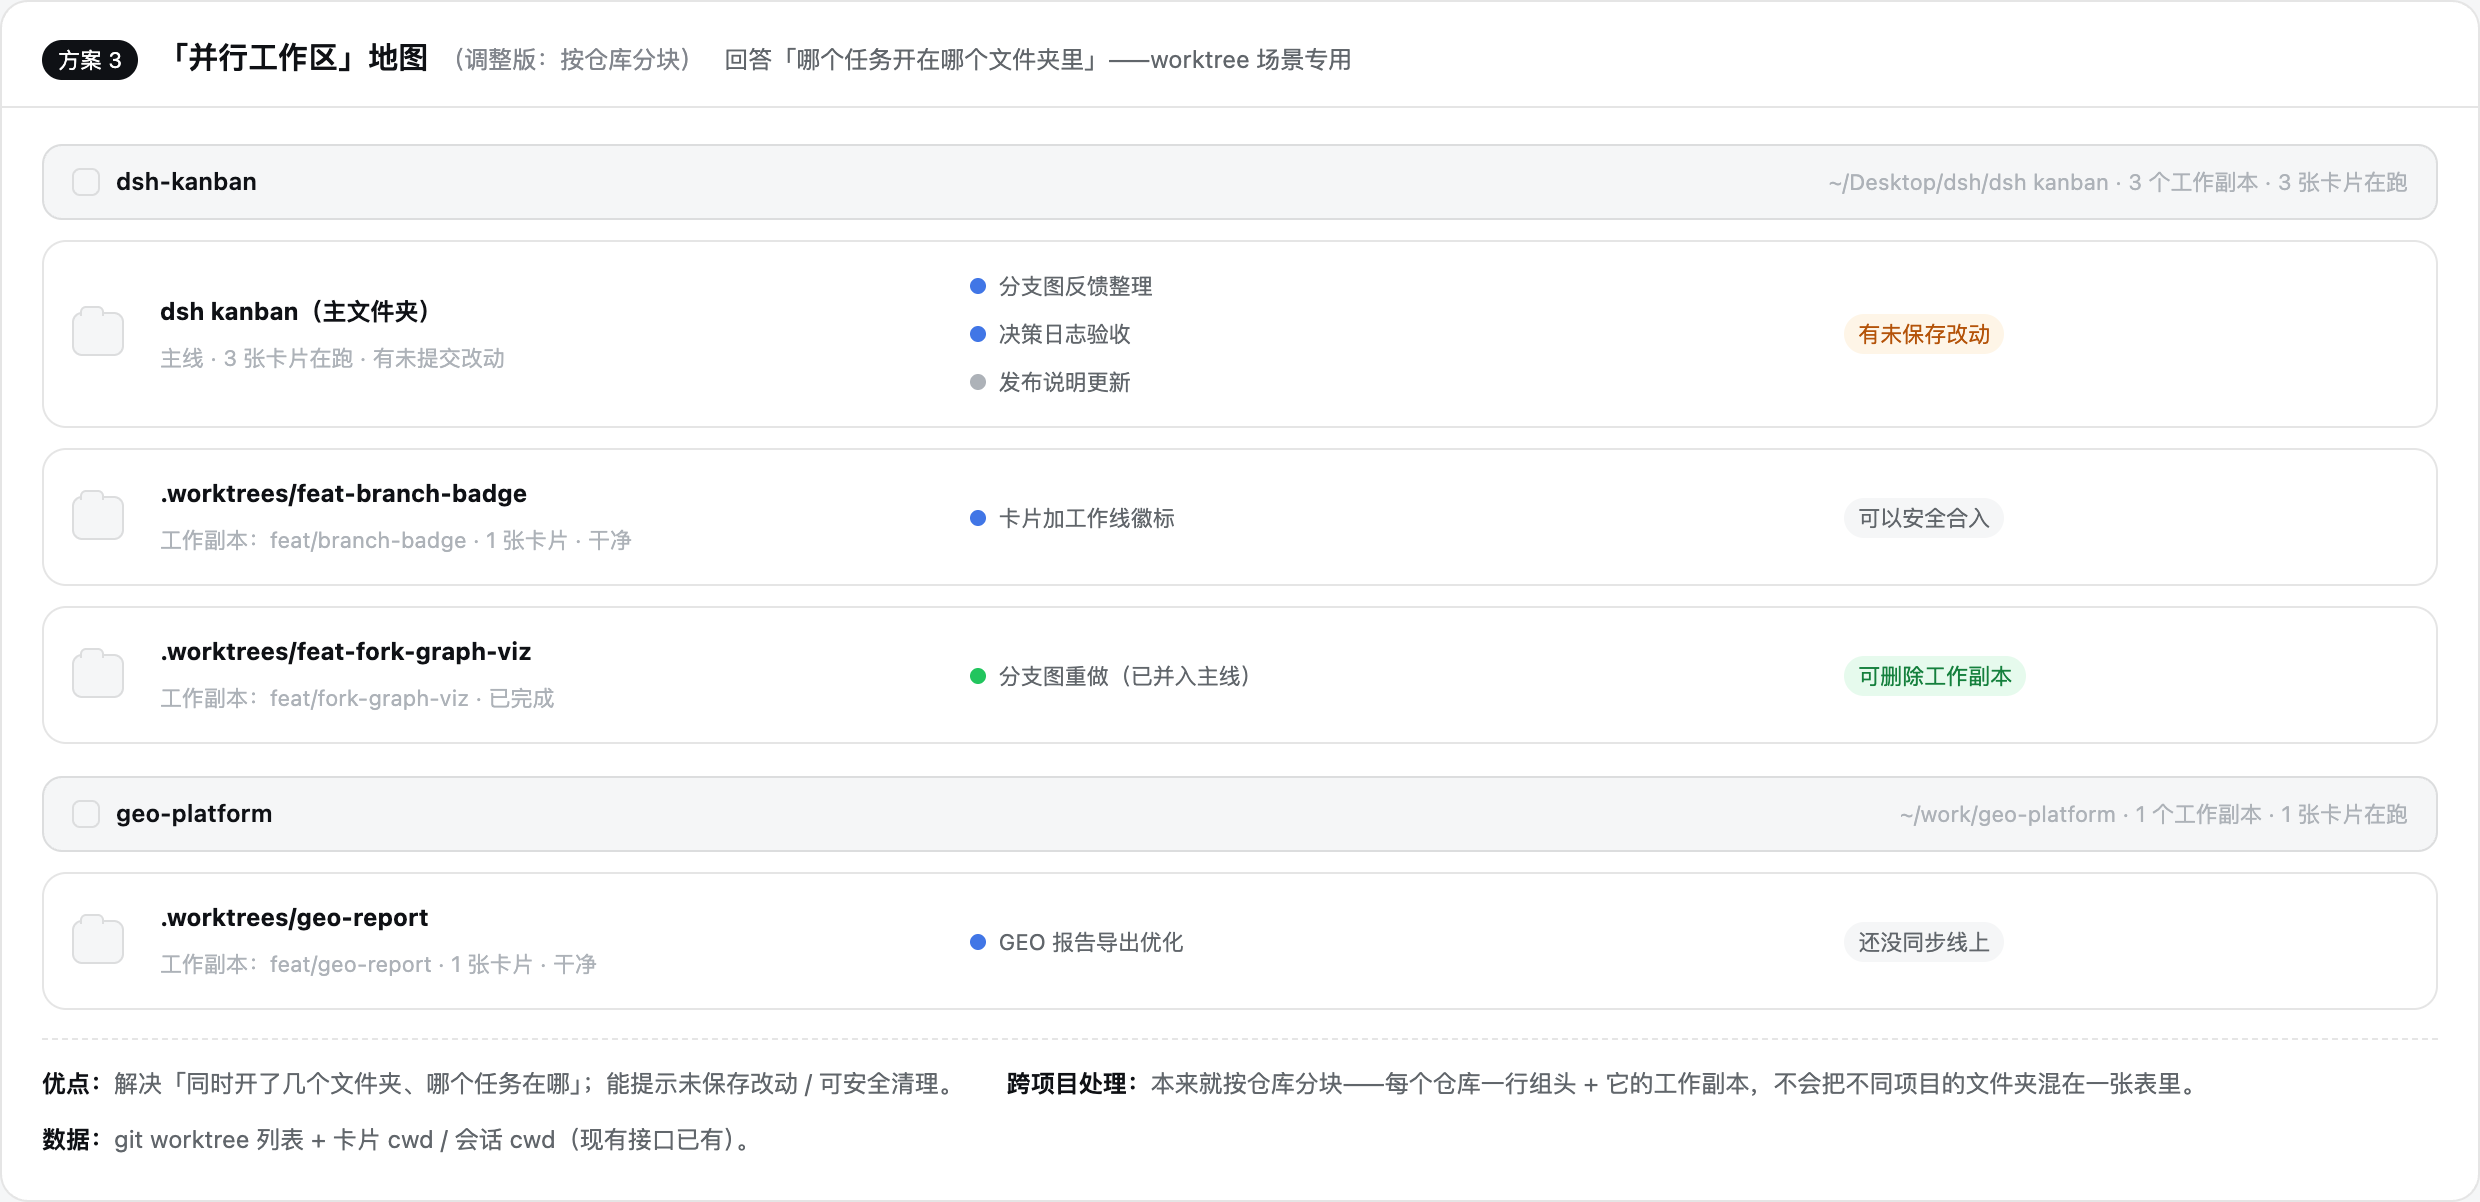 方案 3 「并行工作区」地图 （调整版：按仓库分块） 回答「哪个任务开在哪个文件夹里」——worktree 场景专用
dsh-kanban ~/Desktop/dsh/dsh kanban · 3 个工作副本 · 3 张卡片在跑
dsh kanban（主文件夹）
主线 · 3 张卡片在跑 · 有未提交改动
分支图反馈整理
决策日志验收
发布说明更新
有未保存改动
.worktrees/feat-branch-badge
工作副本：feat/branch-badge · 1 张卡片 · 干净
卡片加工作线徽标
可以安全合入
.worktrees/feat-fork-graph-viz
工作副本：feat/fork-graph-viz · 已完成
分支图重做（已并入主线）
可删除工作副本
geo-platform ~/work/geo-platform · 1 个工作副本 · 1 张卡片在跑
.worktrees/geo-report
工作副本：feat/geo-report · 1 张卡片 · 干净
GEO 报告导出优化
还没同步线上
优点：解决「同时开了几个文件夹、哪个任务在哪」；能提示未保存改动 / 可安全清理。 跨项目处理：本来就按仓库分块——每个仓库一行组头 + 它的工作副本，不会把不同项目的文件夹混在一张表里。
数据：git worktree 列表 + 卡片 cwd / 会话 cwd（现有接口已有）。